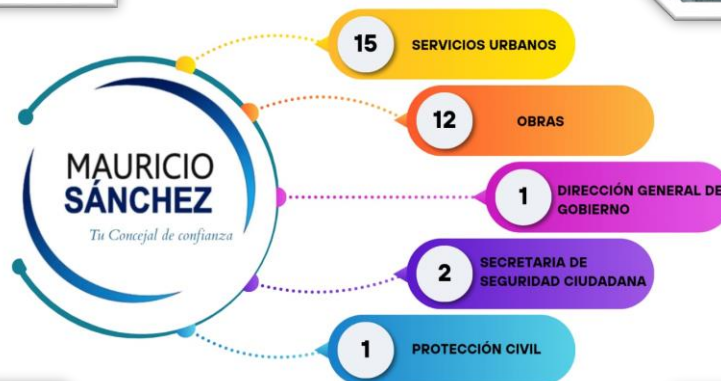 15 SERVICIOS URBANOS
12 OBRAS
MAURICIO
SÁNCHEZ
Tu Concejal de confianza
1 DIRECCIÓN GENERAL DE
GOBIERNO
2 SECRETARIA DE
SEGURIDAD CIUDADANA
1 PROTECCIÓN CIVIL